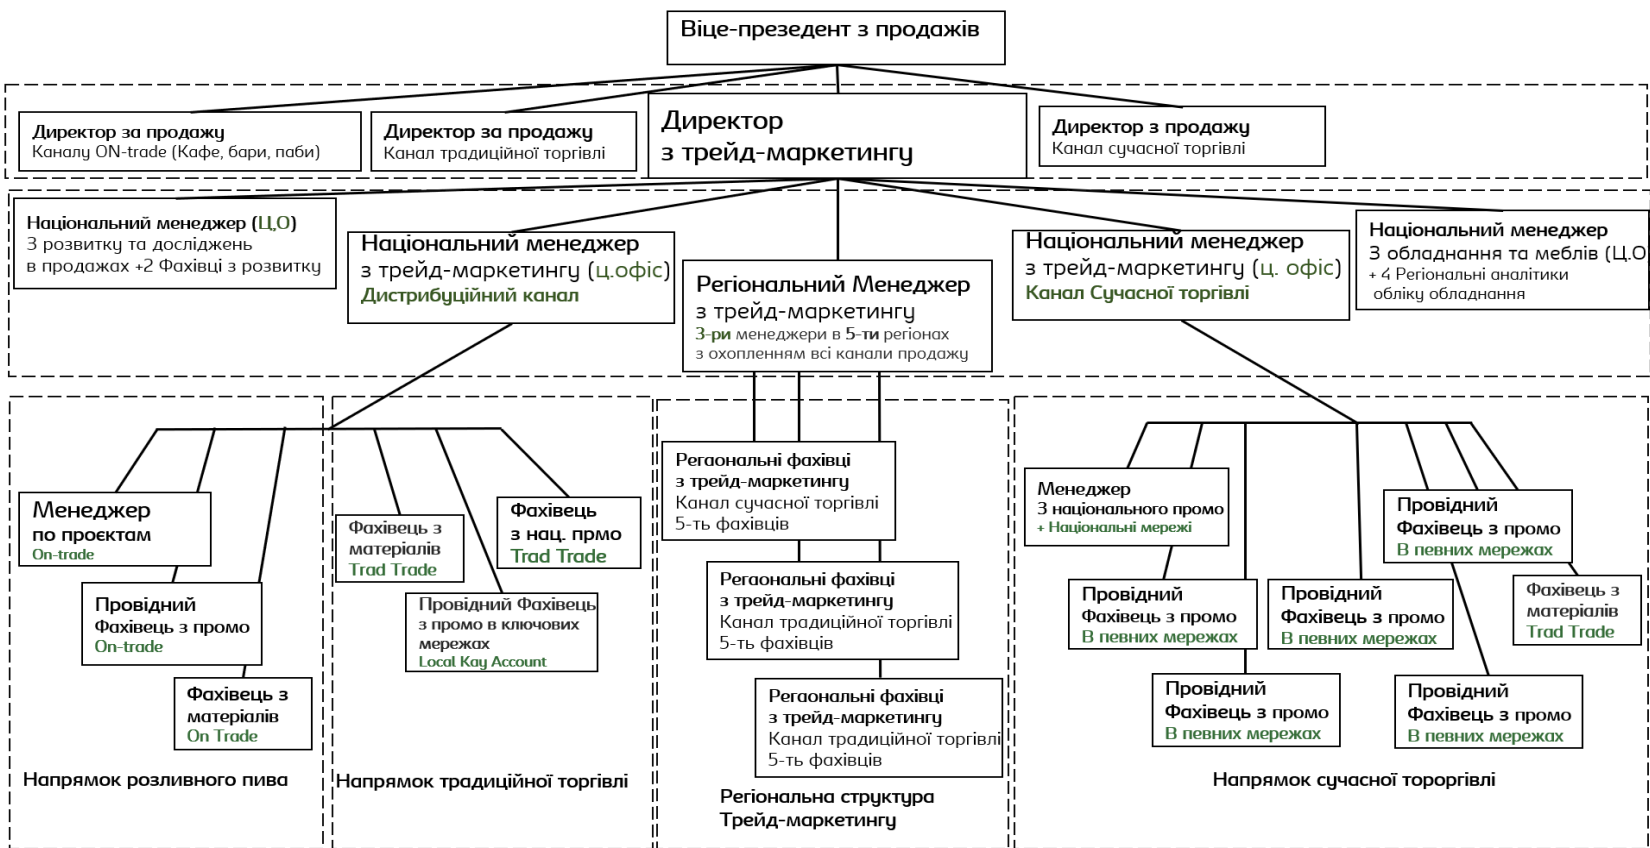 Віце-презедент з продажів
Директор за продажу
Каналу ON-trade (Кафе, бари, паби)
Директор за продажу
Канал традиційної торгівлі
Директор
з трейд-маркетингу
Директор з продажу
Канал сучасної торгівлі
Національний менеджер (Ц,О)
З розвитку та досліджень
в продажах +2 Фахівці з розвитку
Національний менеджер
з трейд-маркетингу (ц.офіс)
Дистрибуційний канал
Регіональний Менеджер
з трейд-маркетингу
3-ри менеджери в 5-ти регіонах
з охопленням всі канали продажу
Національний менеджер
з трейд-маркетингу (ц. офіс)
Канал Сучасної торгівлі
Національний менеджер
З обладнання та меблів (Ц.О
+ 4 Регіональні аналітики
обліку обладнання
Менеджер
по проєктам
On-trade
Провідний
Фахівець з промо
On-trade
Фахівець з
матеріалів
On Trade
Напрямок розливного пива
Фахівець з
матеріалів
Trad Trade
Фахівець
з нац. прмо
Trad Trade
Провідний Фахівець
з промо в ключових
мережах
Local Kay Account
Напрямок традиційної торгівлі
Регаональні фахівці
з трейд-маркетингу
Канал сучасної торгівлі
5-ть фахівців
Регаональні фахівці
з трейд-маркетингу
Канал традиційної торгівлі
5-ть фахівців
Регаональні фахівці
з трейд-маркетингу
Канал традиційної торгівлі
5-ть фахівців
Регіональна структура
Трейд-маркетингу
Менеджер
З національного промо
+ Національні мережі
Провідний
Фахівець з промо
В певних мережах
Провідний
Фахівець з промо
В певних мережах
Провідний
Фахівець з промо
В певних мережах
Фахівець з
матеріалів
Trad Trade
Провідний
Фахівець з промо
В певних мережах
Провідний
Фахівець з промо
В певних мережах
Напрямок сучасної тороргівлі